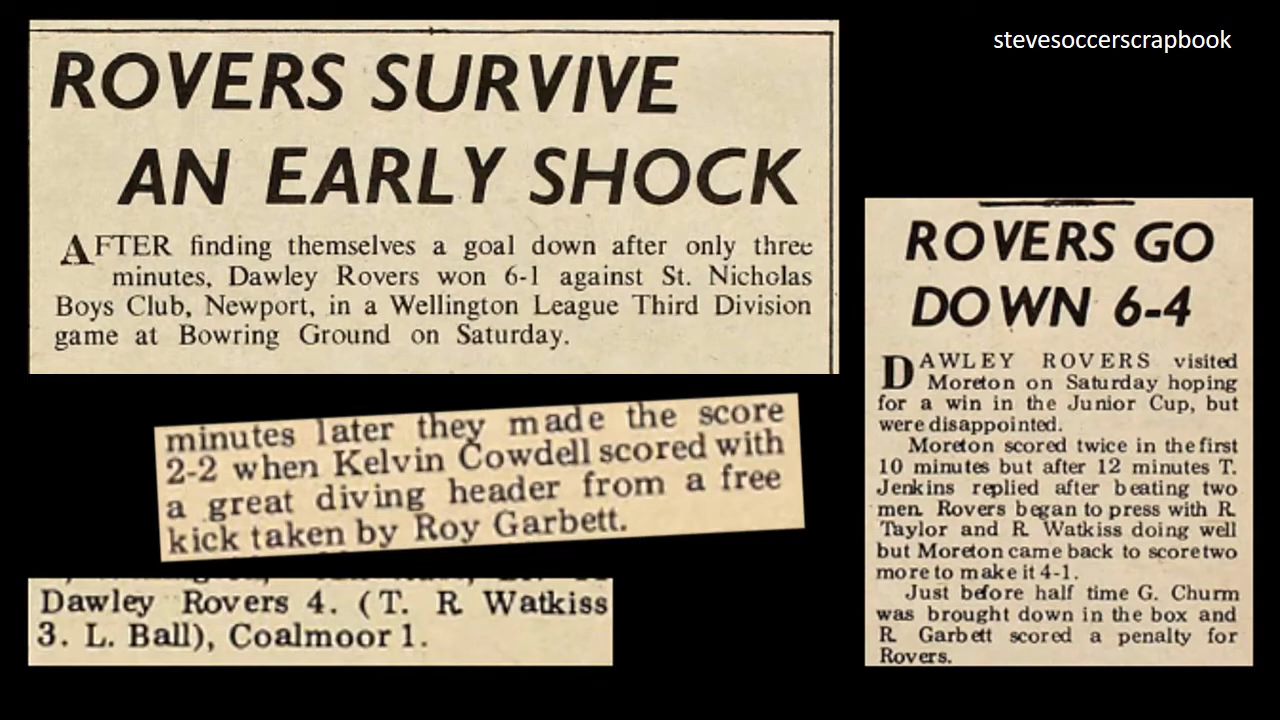 stevesoccerscrapbook
ROVERS SURVIVE
AN EARLY SHOCK
AFTER finding themselves a goal down after only three
minutes, Dawley Rovers won 6-1 against St. Nicholas
Boys Club, Newport, in a Wellington League Third Division
game at Bowring Ground on Saturday.
minutes later they made the score
2-2 when Kelvin Cowdell scored with
a great diving header from a free
kick taken by Roy Garbett.
Dawley Rovers 4. (T. R Watkiss
3. L. Ball), Coalmoor 1.
ROVERS GO
DOWN 6-4
DAWLEY ROVERS visited
Moreton on Saturday hoping
for a win in the Junior Cup, but
were disappointed.
Moreton scored twice in the first
10 minutes but after 12 minutes T.
Jenkins replied after beating two
men. Rovers began to press with R.
Taylor and R. Watkiss doing well
but Moreton came back to score two
more to make it 4-1.
Just before half time G. Churm
was brought down in the box and
R. Garbett scored a penalty for
Rovers.